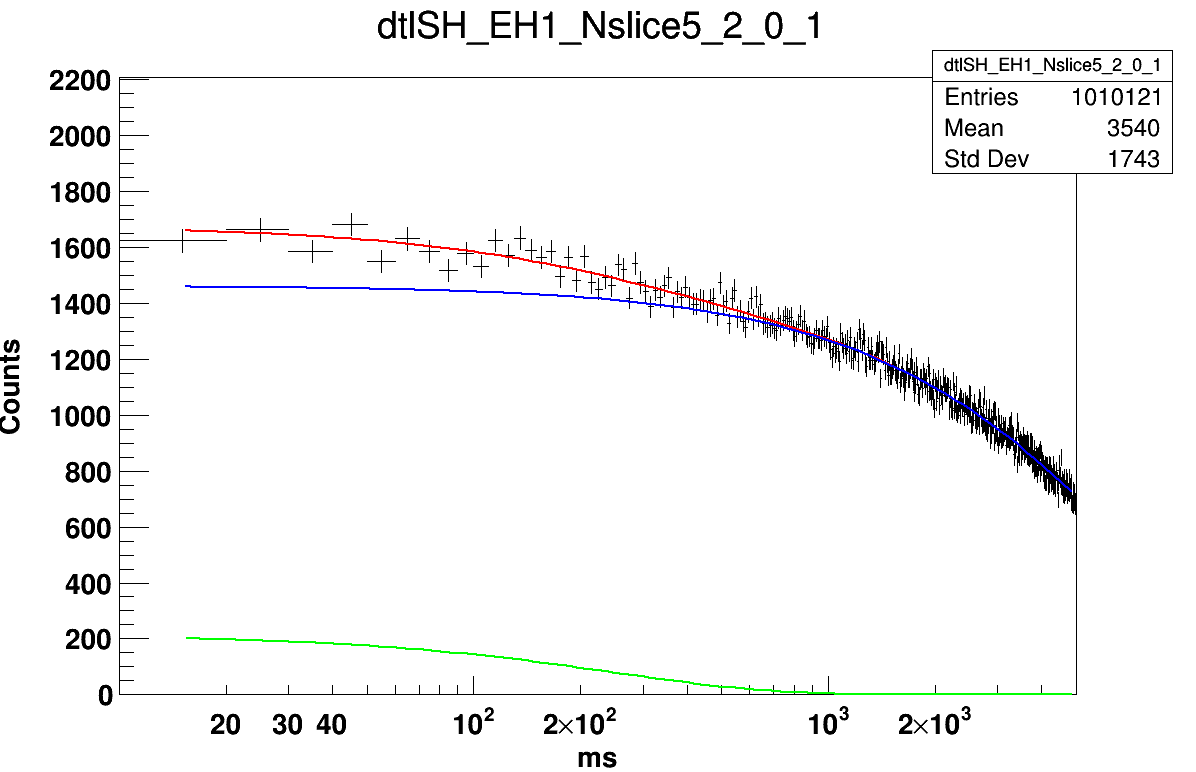 dtlSH_EH1_Nslice5_2_0_1
dtlSH_EH1_Nslice5_2_0_1
Entries 1010121
Mean 3540
Std Dev 1743
2200
2000
1800
1600
1400
1200
1000
800
600
400
200
0
Counts
20 30 40 10² 2×10² 10³ 2×10³
ms